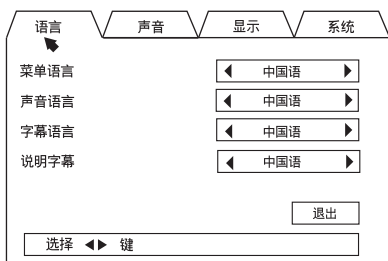 语言 声音 显示 系统
菜单语言 中国语
声音语言 中国语
字幕语言 中国语
说明字幕 中国语
退出
选择 ◀▶ 键